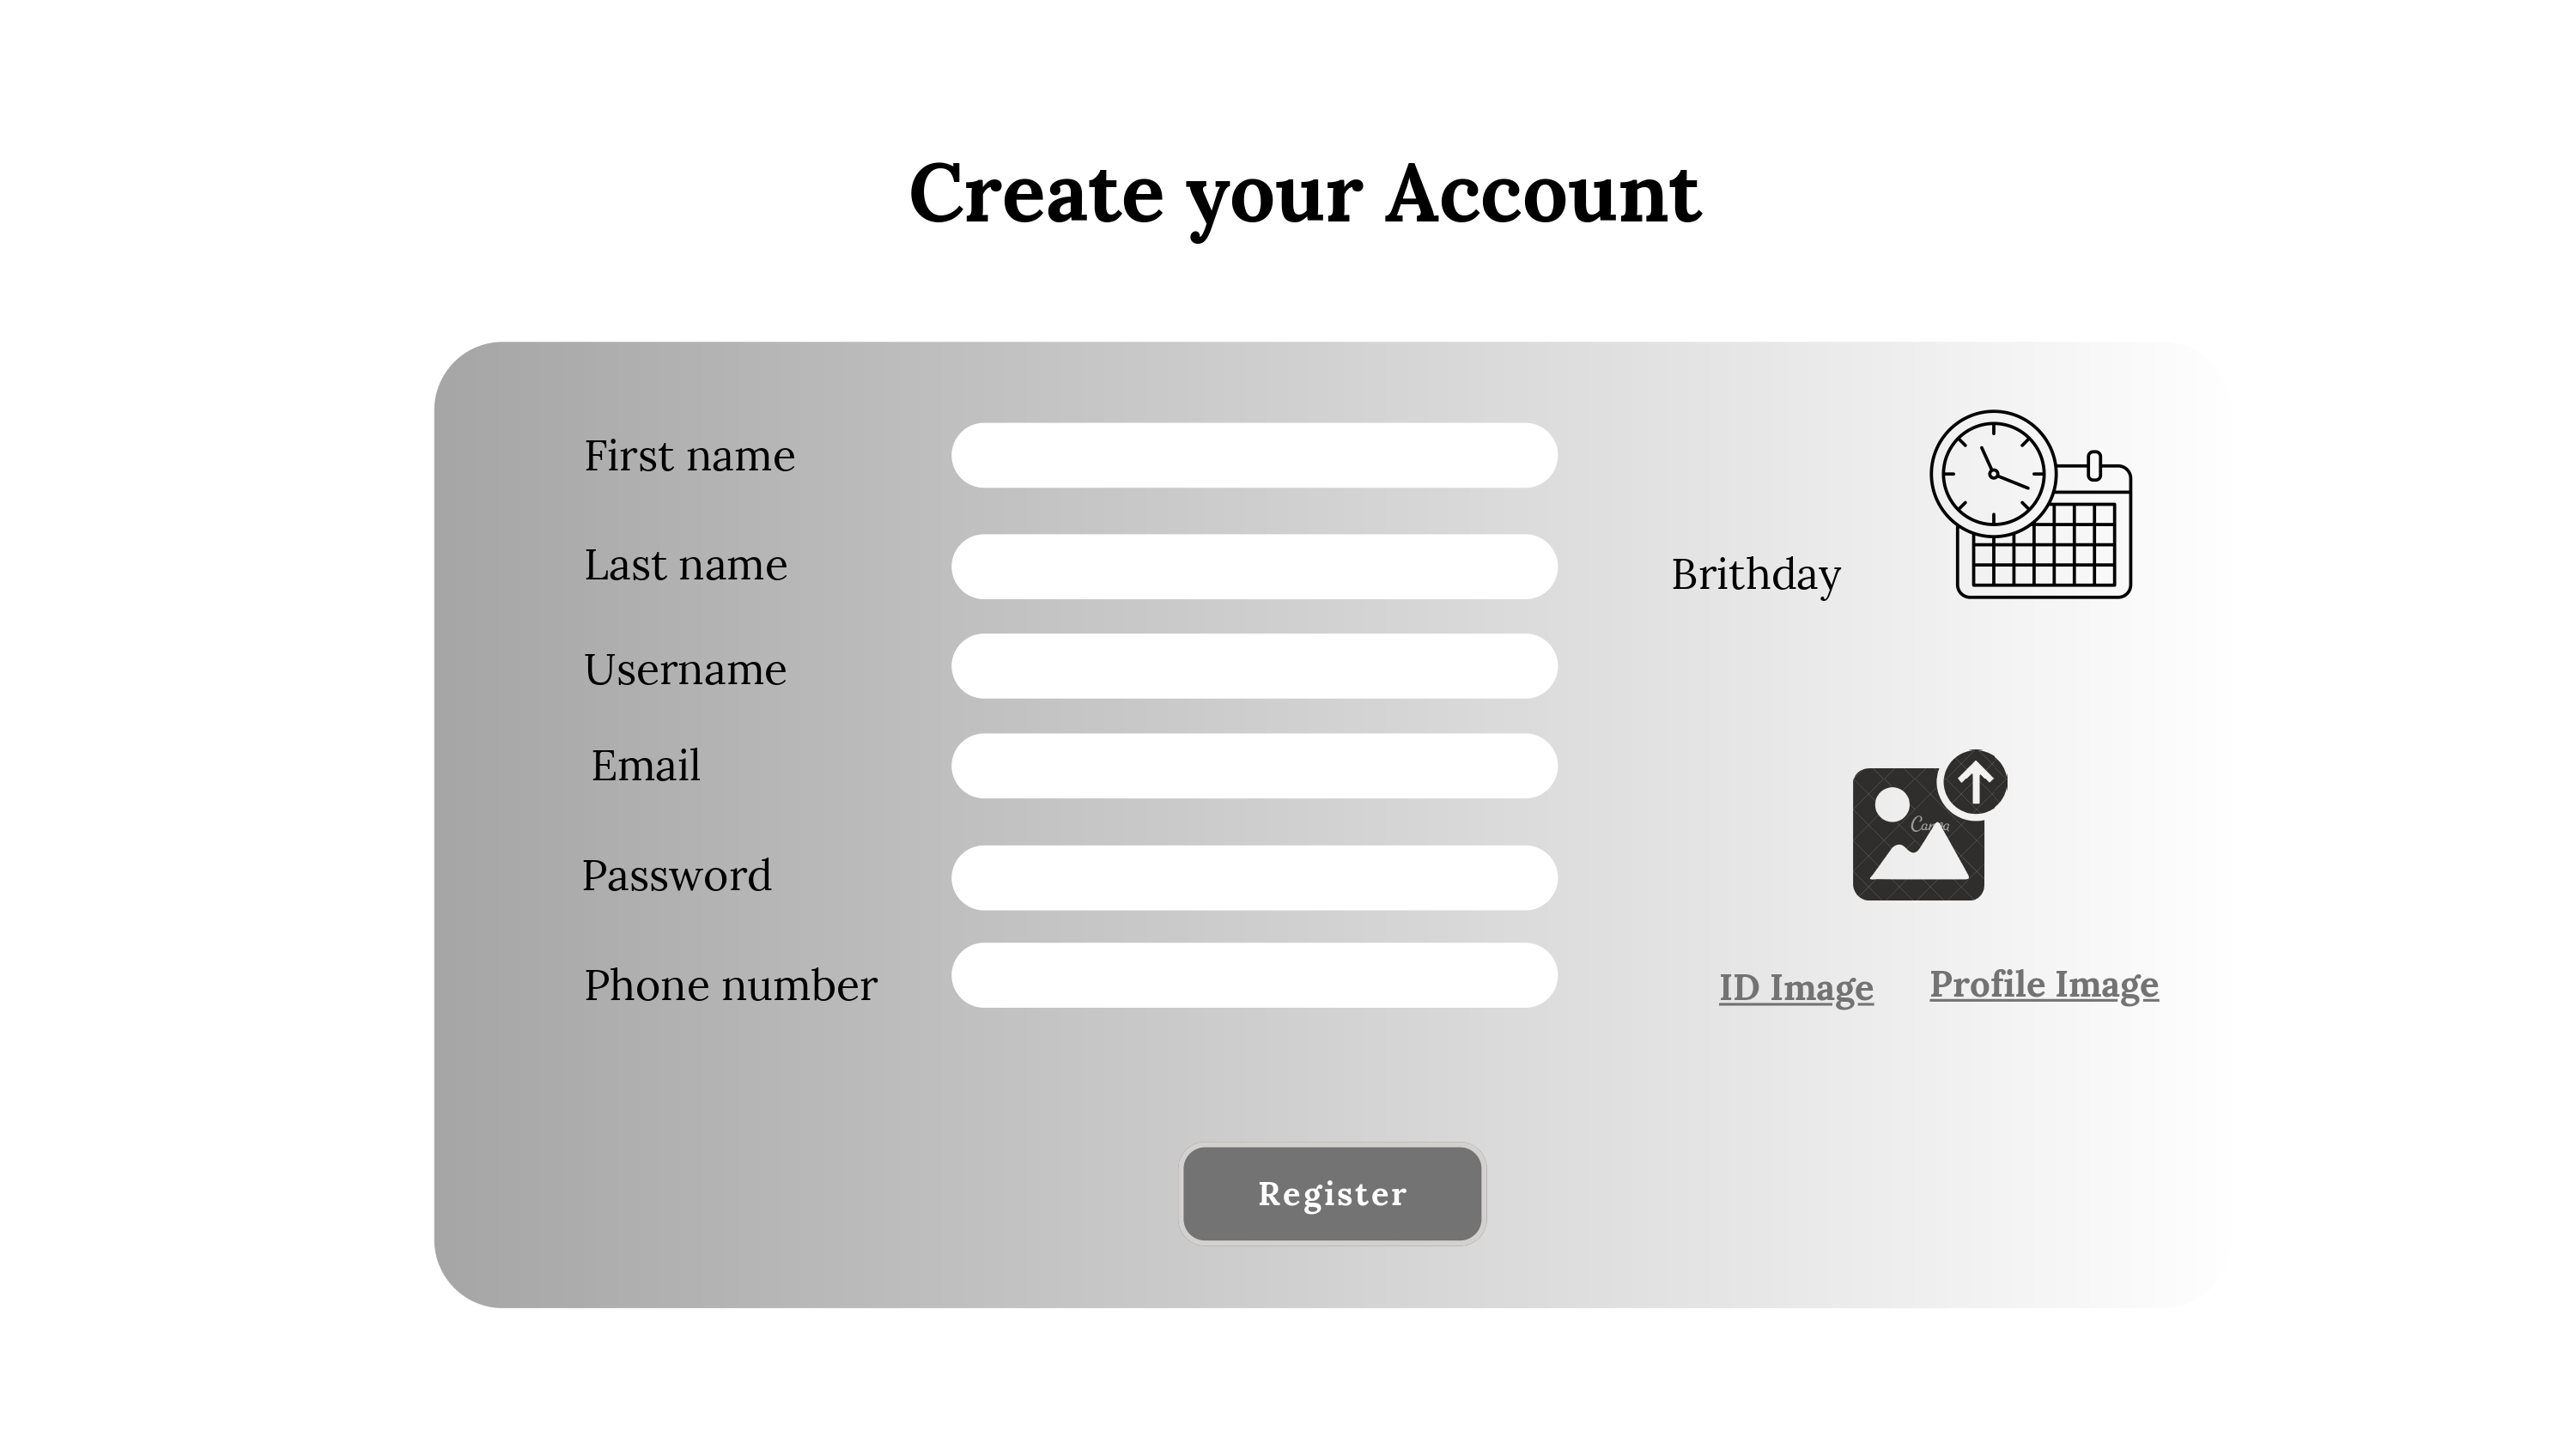 Create your Account
First name
Last name
Brithday
Username
Email
Canva
Password
Phone number
ID Image
Profile Image
Register